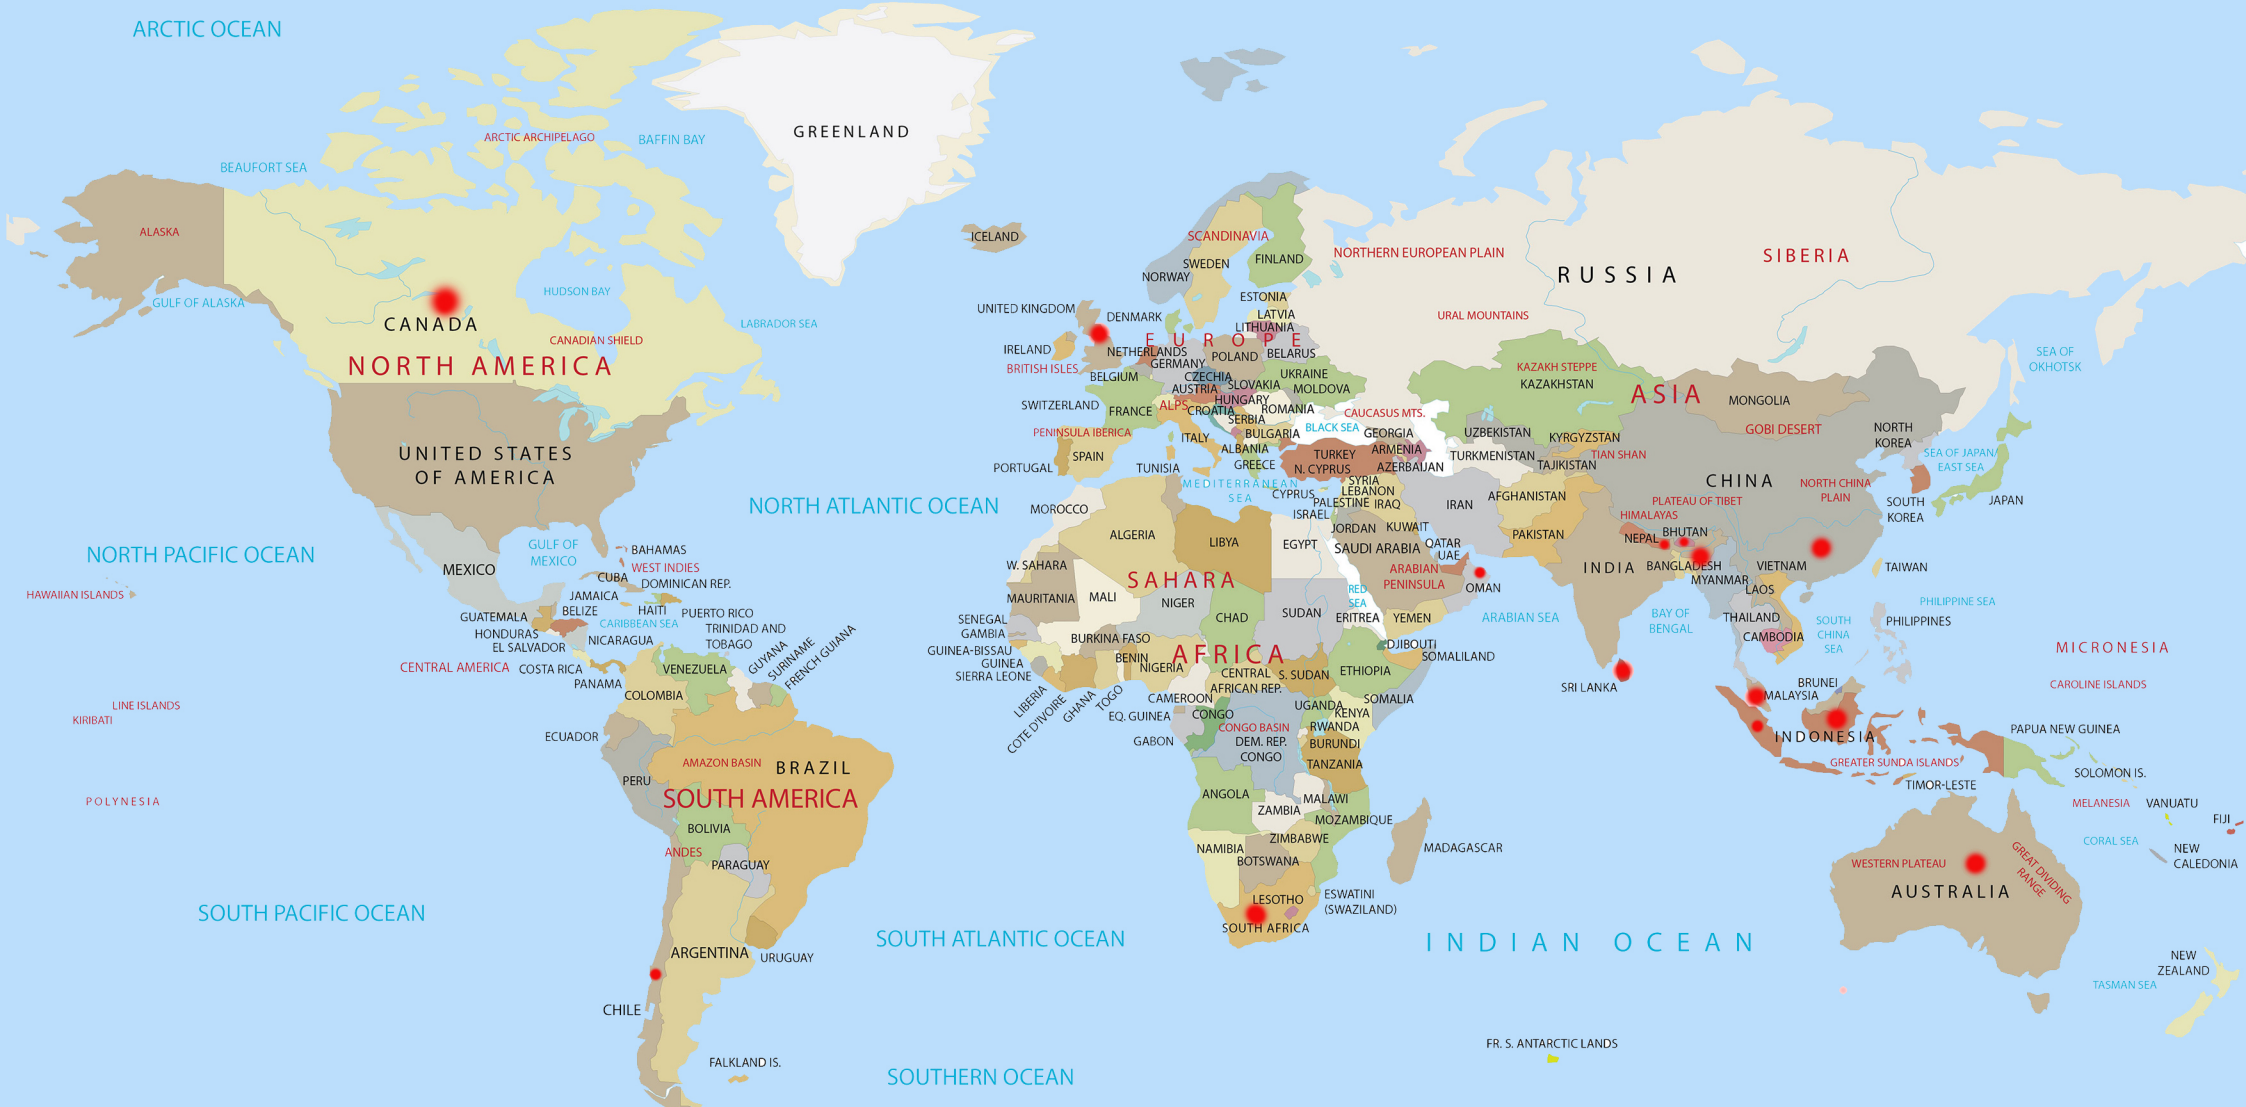 ARCTIC OCEAN
GREENLAND
ARCTIC ARCHIPELAGO
BAFFIN BAY
BEAUFORT SEA
ALASKA
GULF OF ALASKA
HUDSON BAY
CANADA
LABRADOR SEA
CANADIAN SHIELD
NORTH AMERICA
UNITED STATES
OF AMERICA
NORTH ATLANTIC OCEAN
NORTH PACIFIC OCEAN
GULF OF
MEXICO
MEXICO
BAHAMAS
WEST INDIES
CUBA
DOMINICAN REP.
HAWAIIAN ISLANDS
JAMAICA
BELIZE
HAITI
PUERTO RICO
GUATEMALA
CARIBBEAN SEA
TRINIDAD AND
TOBAGO
HONDURAS
EL SALVADOR
NICARAGUA
CENTRAL AMERICA
COSTA RICA
PANAMA
VENEZUELA
GUYANA
SURINAME
FRENCH GUIANA
COLOMBIA
LINE ISLANDS
KIRIBATI
ECUADOR
AMAZON BASIN
BRAZIL
PERU
SOUTH AMERICA
POLYNESIA
BOLIVIA
ANDES
PARAGUAY
SOUTH PACIFIC OCEAN
SOUTH ATLANTIC OCEAN
ARGENTINA
URUGUAY
CHILE
FALKLAND IS.
SOUTHERN OCEAN
ICELAND
SCANDINAVIA
SWEDEN
FINLAND
NORWAY
ESTONIA
UNITED KINGDOM
DENMARK
LATVIA
LITHUANIA
EUROPE
IRELAND
NETHERLANDS
POLAND
BELARUS
BRITISH ISLES
GERMANY
BELGIUM
CZECHIA
UKRAINE
SLOVAKIA
AUSTRIA
MOLDOVA
HUNGARY
SWITZERLAND
ALPS
FRANCE
CROATIA
ROMANIA
SERBIA
BLACK SEA
CAUCASUS MTS.
PENINSULA IBERICA
ITALY
BULGARIA
GEORGIA
ALBANIA
ARMENIA
SPAIN
TURKEY
PORTUGAL
TUNISIA
GREECE
N. CYPRUS
AZERBAIJAN
MEDITERRANEAN
SEA
CYPRUS
SYRIA
LEBANON
PALESTINE
IRAQ
ISRAEL
NORTHERN EUROPEAN PLAIN
RUSSIA
SIBERIA
URAL MOUNTAINS
SEA OF
OKHOTSK
KAZAKH STEPPE
KAZAKHSTAN
ASIA
MONGOLIA
GOBI DESERT
UZBEKISTAN
KYRGYZSTAN
TURKMENISTAN
TIAN SHAN
TAJIKISTAN
NORTH
KOREA
SEA OF JAPAN/
EAST SEA
CHINA
NORTH CHINA
PLAIN
PLATEAU OF TIBET
HIMALAYAS
SOUTH
KOREA
JAPAN
IRAN
AFGHANISTAN
PAKISTAN
NEPAL
BHUTAN
INDIA
BANGLADESH
MYANMAR
VIETNAM
LAOS
TAIWAN
JORDAN
KUWAIT
SAUDI ARABIA
QATAR
UAE
ARABIAN
PENINSULA
OMAN
RED
SEA
YEMEN
ARABIAN SEA
BAY OF
BENGAL
THAILAND
CAMBODIA
SOUTH
CHINA
SEA
PHILIPPINES
PHILIPPINE SEA
MICRONESIA
CAROLINE ISLANDS
SRI LANKA
BRUNEI
MALAYSIA
INDONESIA
GREATER SUNDA ISLANDS
TIMOR-LESTE
PAPUA NEW GUINEA
SOLOMON IS.
MELANESIA
VANUATU
FIJI
CORAL SEA
NEW
CALEDONIA
MOROCCO
ALGERIA
LIBYA
EGYPT
W. SAHARA
SAHARA
MAURITANIA
MALI
NIGER
CHAD
SUDAN
ERITREA
SENEGAL
GAMBIA
BURKINA FASO
DJIBOUTI
SOMALILAND
GUINEA-BISSAU
GUINEA
SIERRA LEONE
BENIN
NIGERIA
AFRICA
CENTRAL
AFRICAN REP.
S. SUDAN
ETHIOPIA
LIBERIA
COTE D'IVOIRE
GHANA
TOGO
CAMEROON
SOMALIA
EQ. GUINEA
CONGO
UGANDA
KENYA
CONGO BASIN
RWANDA
GABON
DEM. REP.
CONGO
BURUNDI
TANZANIA
ANGOLA
ZAMBIA
MALAWI
MOZAMBIQUE
ZIMBABWE
NAMIBIA
BOTSWANA
MADAGASCAR
LESOTHO
ESWATINI
(SWAZILAND)
SOUTH AFRICA
INDIAN OCEAN
WESTERN PLATEAU
GREAT DIVIDING
RANGE
AUSTRALIA
NEW
ZEALAND
TASMAN SEA
FR. S. ANTARCTIC LANDS